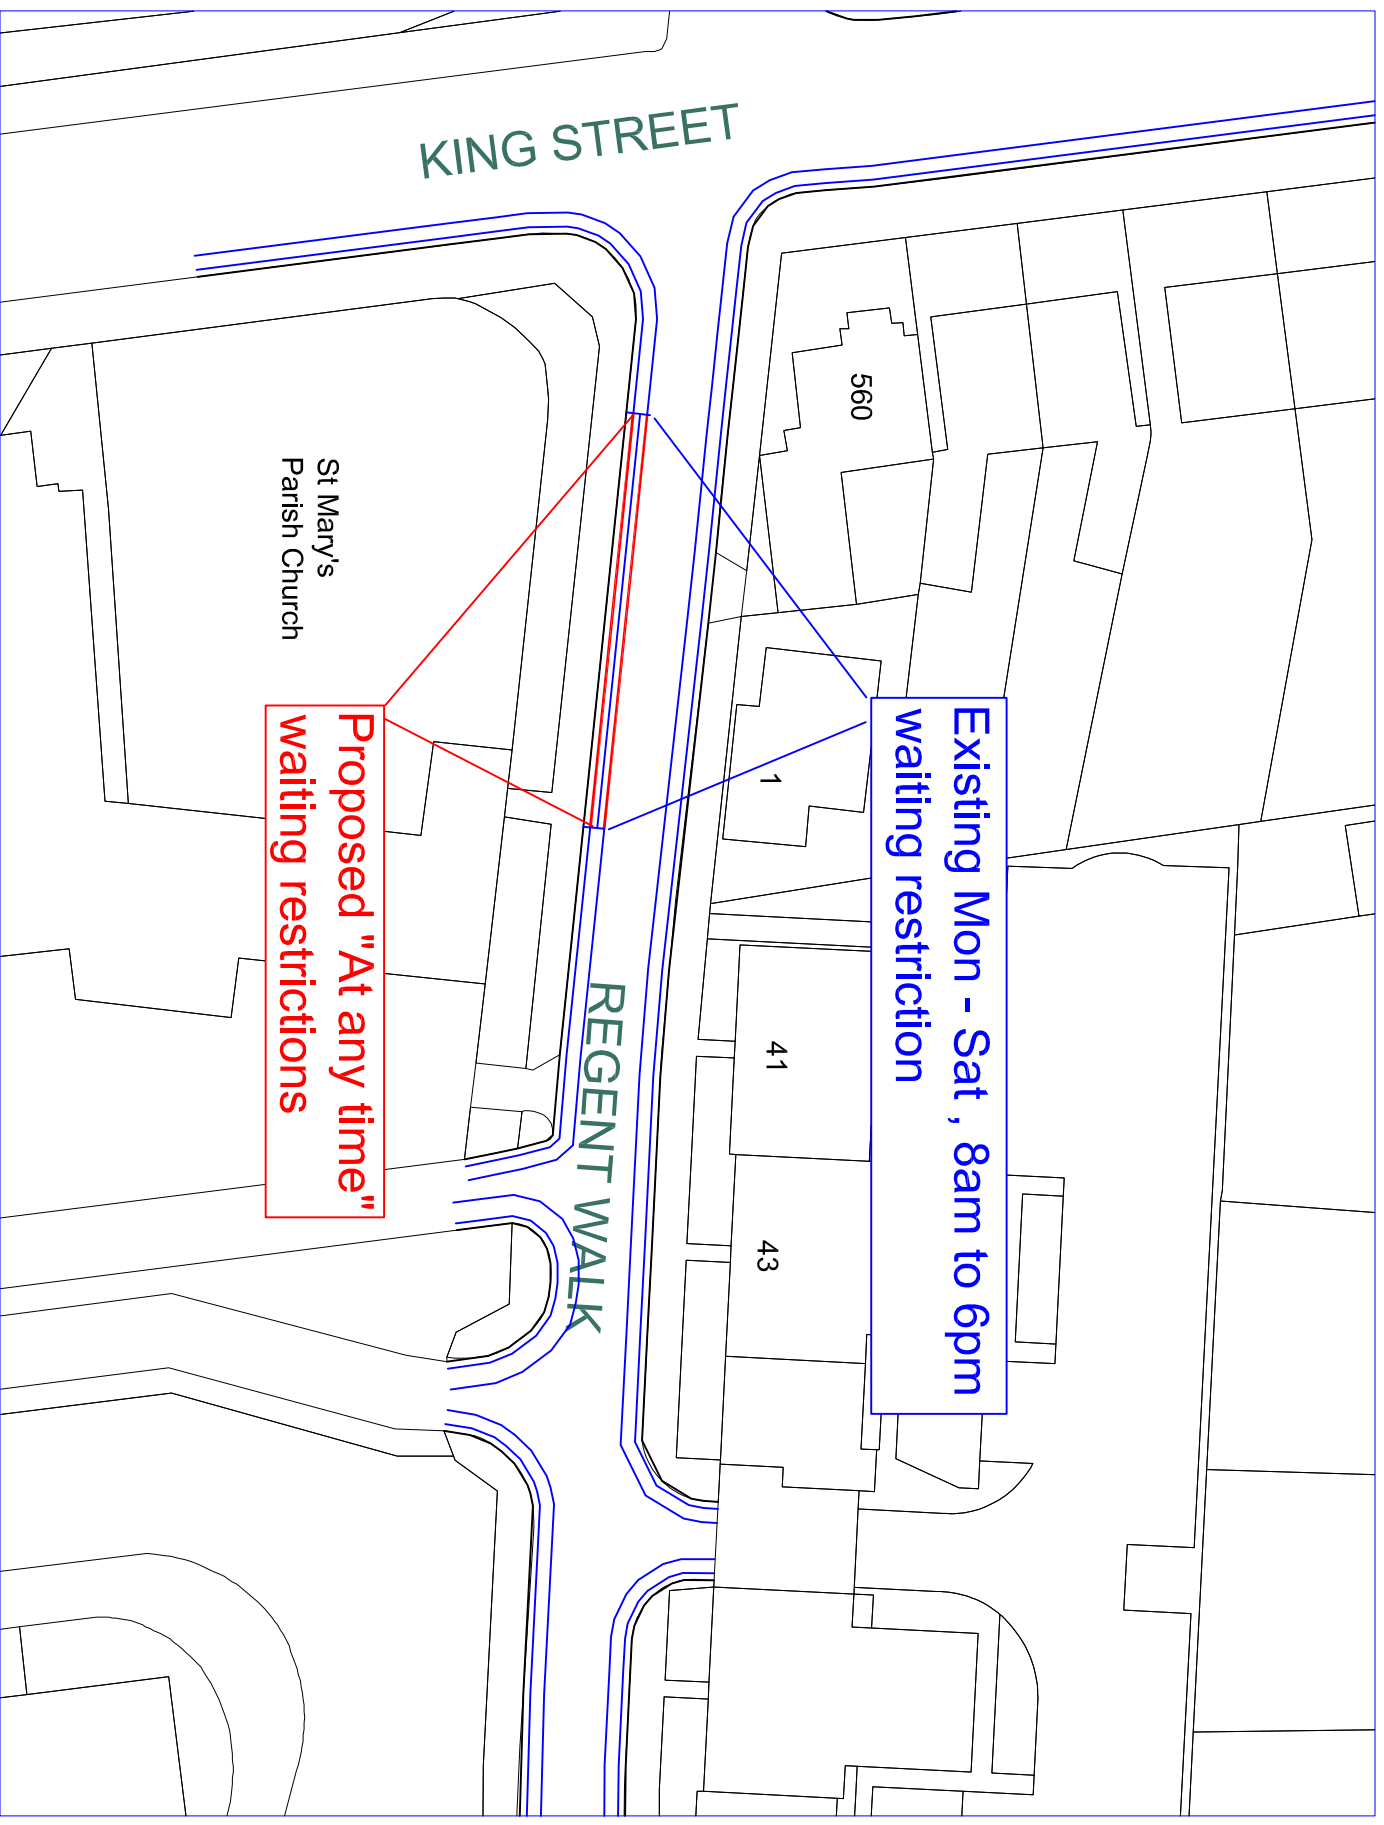 KING STREET
560
St Mary's
Parish Church
Existing Mon - Sat , 8am to 6pm
waiting restriction
1
Proposed "At any time"
waiting restrictions
REGENT WALK
41
43